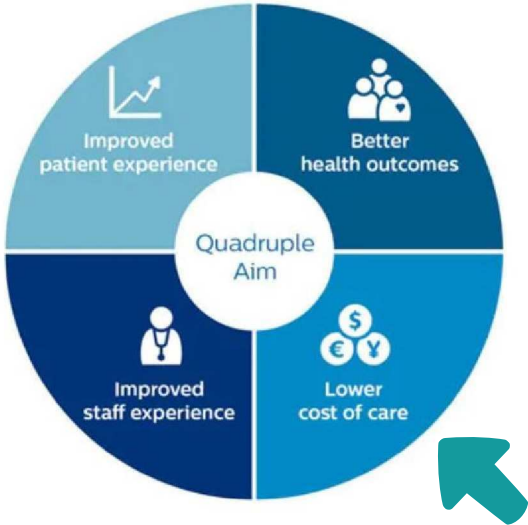 Improved
patient experience
Better
health outcomes
Quadruple
Aim
Improved
staff experience
$
€ ¥
Lower
cost of care